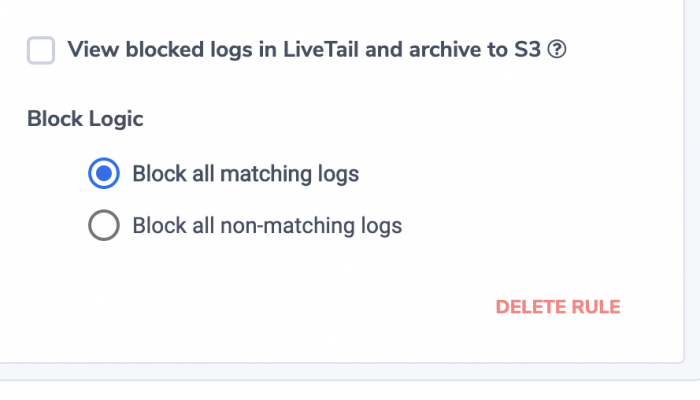 View blocked logs in LiveTail and archive to S3 ?
Block Logic
Block all matching logs
Block all non-matching logs
DELETE RULE